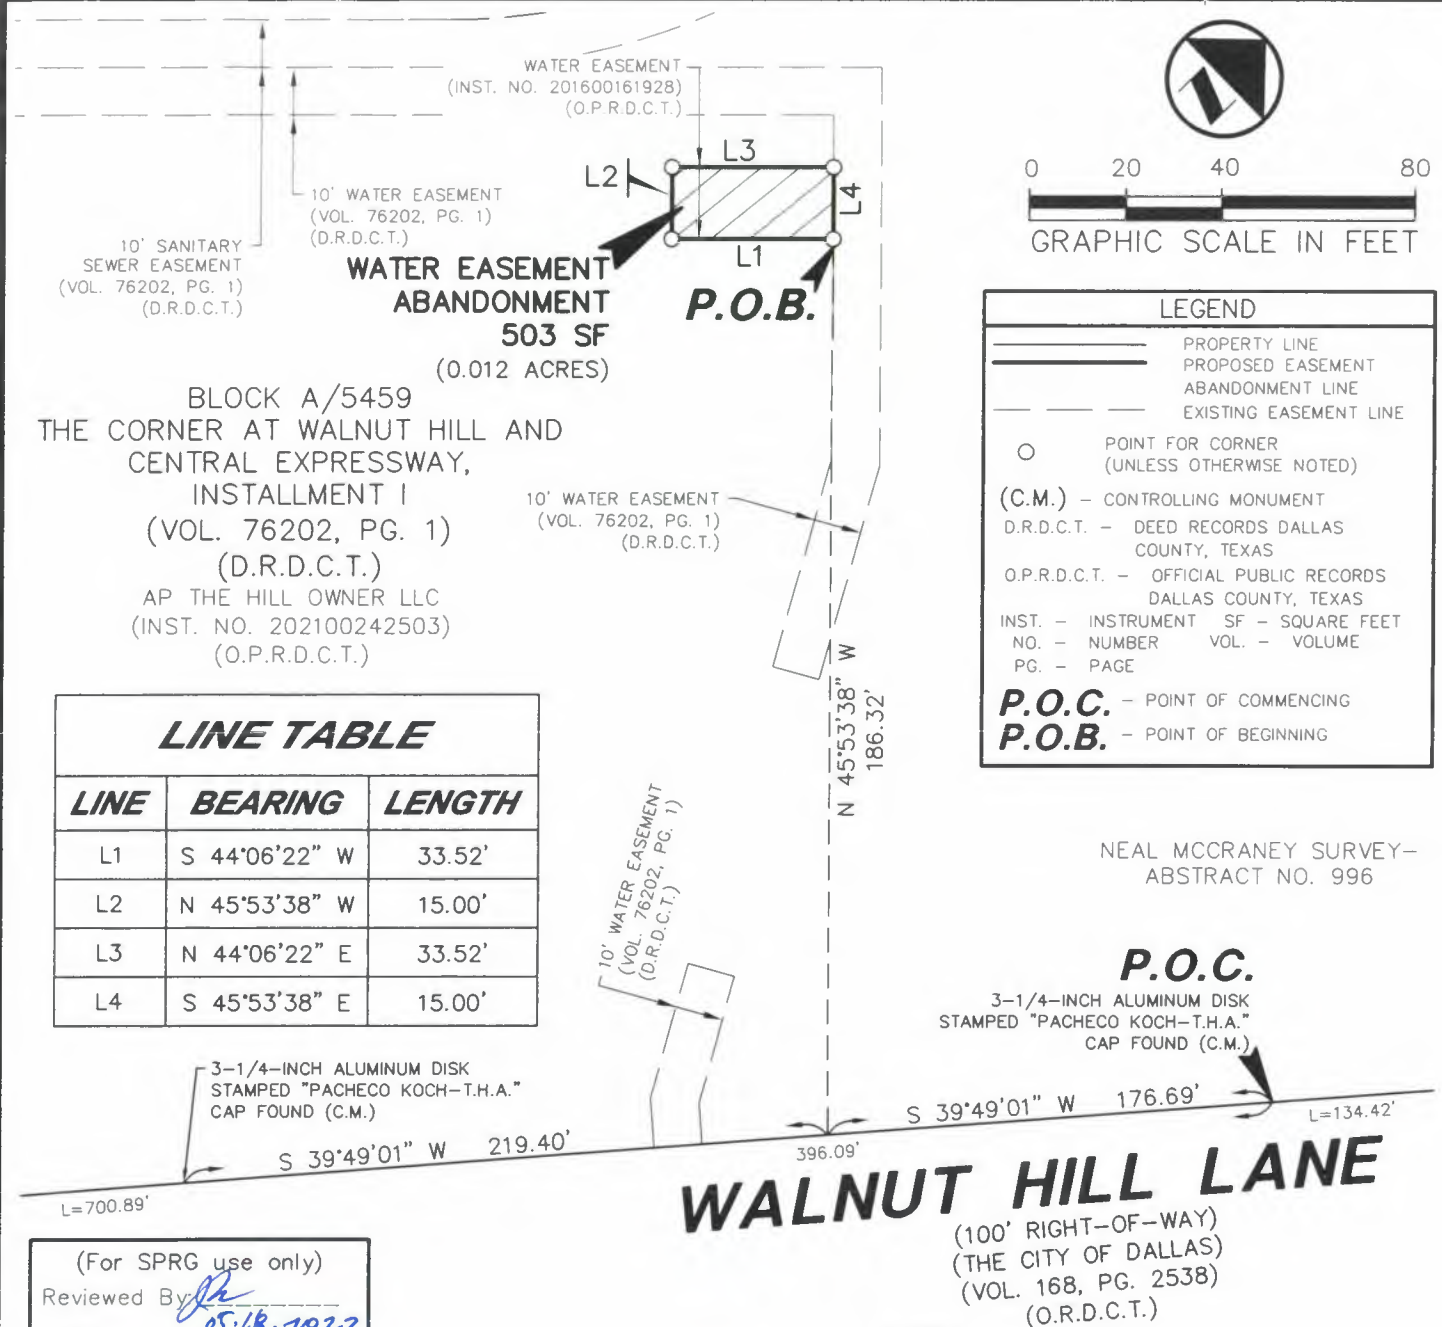 WATER EASEMENT
(INST. NO. 201600161928)
(O.P.R.D.C.T.)
0 20 40 80
GRAPHIC SCALE IN FEET
L3
L2
L4
L1
10' WATER EASEMENT
(VOL. 76202, PG. 1)
(D.R.D.C.T.)
10' SANITARY
SEWER EASEMENT
(VOL. 76202, PG. 1)
(D.R.D.C.T.)
WATER EASEMENT
ABANDONMENT
503 SF
(0.012 ACRES)
P.O.B.
BLOCK A/5459
THE CORNER AT WALNUT HILL AND
CENTRAL EXPRESSWAY,
INSTALLMENT I
(VOL. 76202, PG. 1)
(D.R.D.C.T.)
AP THE HILL OWNER LLC
(INST. NO. 202100242503)
(O.P.R.D.C.T.)
10' WATER EASEMENT
(VOL. 76202, PG. 1)
(D.R.D.C.T.)
LEGEND
PROPERTY LINE
PROPOSED EASEMENT
ABANDONMENT LINE
EXISTING EASEMENT LINE
POINT FOR CORNER
(UNLESS OTHERWISE NOTED)
(C.M.) – CONTROLLING MONUMENT
D.R.D.C.T. – DEED RECORDS DALLAS
COUNTY, TEXAS
O.P.R.D.C.T. – OFFICIAL PUBLIC RECORDS
DALLAS COUNTY, TEXAS
INST. – INSTRUMENT SF – SQUARE FEET
NO. – NUMBER VOL. – VOLUME
PG. – PAGE
P.O.C. – POINT OF COMMENCING
P.O.B. – POINT OF BEGINNING
N 45°53'38" W
186.32'
LINE TABLE
LINE BEARING LENGTH
L1 S 44°06'22" W 33.52'
L2 N 45°53'38" W 15.00'
L3 N 44°06'22" E 33.52'
L4 S 45°53'38" E 15.00'
10' WATER EASEMENT
(VOL. 76202, PG. 1)
(D.R.D.C.T.)
NEAL MCCRANEY SURVEY–
ABSTRACT NO. 996
P.O.C.
3–1/4–INCH ALUMINUM DISK
STAMPED "PACHECO KOCH–T.H.A."
CAP FOUND (C.M.)
3–1/4–INCH ALUMINUM DISK
STAMPED "PACHECO KOCH–T.H.A."
CAP FOUND (C.M.)
S 39°49'01" W 219.40'
S 39°49'01" W 176.69'
L=134.42'
396.09'
L=700.89'
WALNUT HILL LANE
(100' RIGHT–OF–WAY)
(THE CITY OF DALLAS)
(VOL. 168, PG. 2538)
(O.R.D.C.T.)
(For SPRG use only)
Reviewed By: